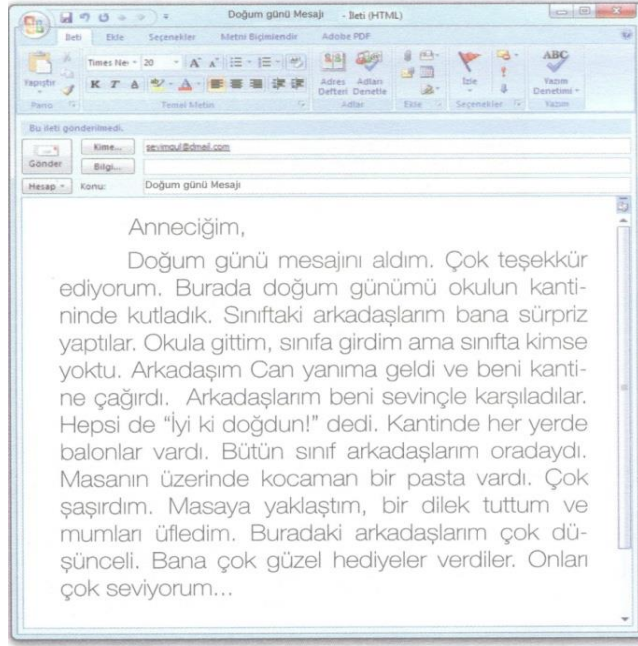 Doğum günü Mesajı - İleti (HTML)
İleti Ekle Seçenekler Metni Biçimlendir Adobe PDF
Times Ne 20
K T A
Yapıştır
Adres Defteri
Adları Denetle
İzle
ABC
Yazım Denetimi
Pano Temel Metin Adlar Ekle Seçenekler Yazım
Bu ileti gönderilmedi.
Gönder
Kime...
Bilgi...
Hesap Konu: Doğum günü Mesajı
Anneciğim,
Doğum günü mesajını aldım. Çok teşekkür
ediyorum. Burada doğum günümü okulun kanti-
ninde kutladık. Sınıftaki arkadaşlarım bana sürpriz
yaptılar. Okula gittim, sınıfa girdim ama sınıfta kimse
yoktu. Arkadaşım Can yanıma geldi ve beni kanti-
ne çağırdı. Arkadaşlarım beni sevinçle karşıladılar.
Hepsi de “İyi ki doğdun!” dedi. Kantinde her yerde
balonlar vardı. Bütün sınıf arkadaşlarım oradaydı.
Masanın üzerinde kocaman bir pasta vardı. Çok
şaşırdım. Masaya yaklaştım, bir dilek tuttum ve
mumları üfledim. Buradaki arkadaşlarım çok dü-
şünceli. Bana çok güzel hediyeler verdiler. Onları
çok seviyorum...